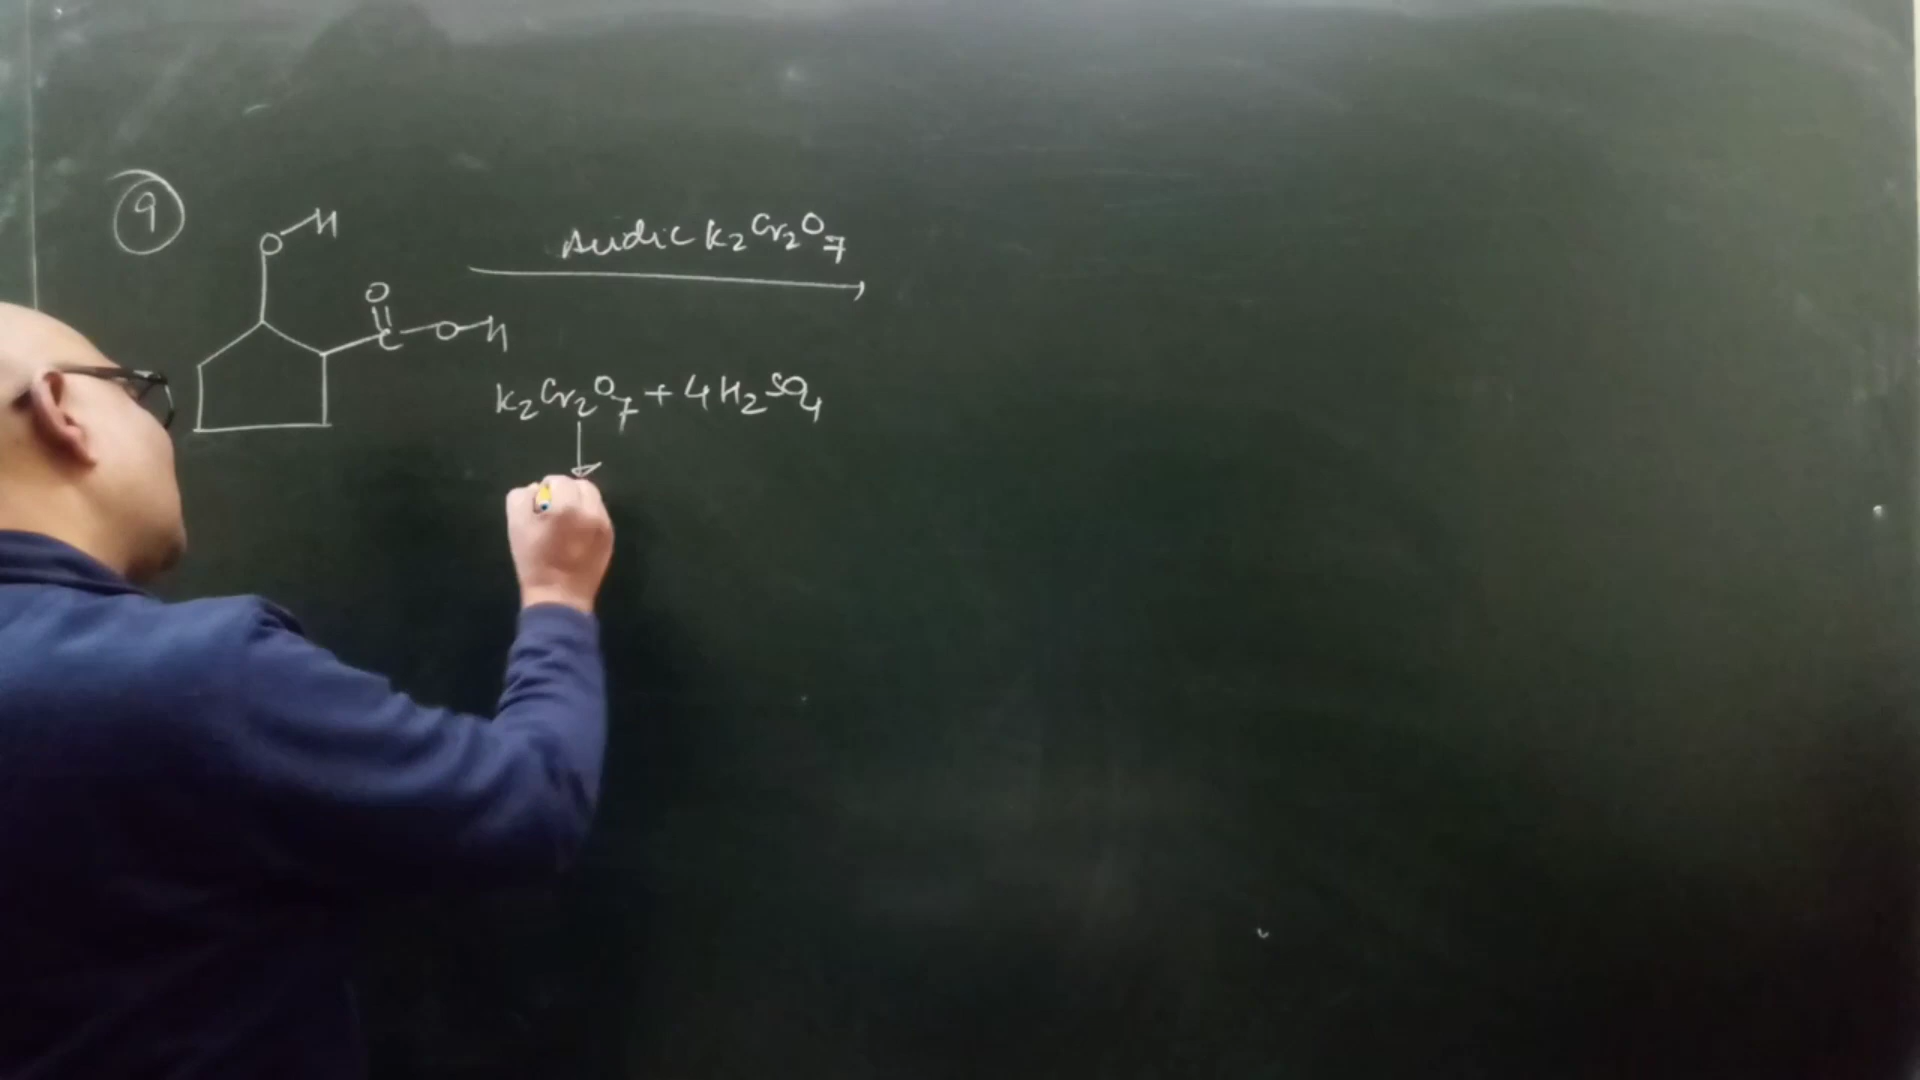 9
O-H
Acidic K2Cr2O7
O
C-O-H
K2Cr2O7 + 4H2SO4